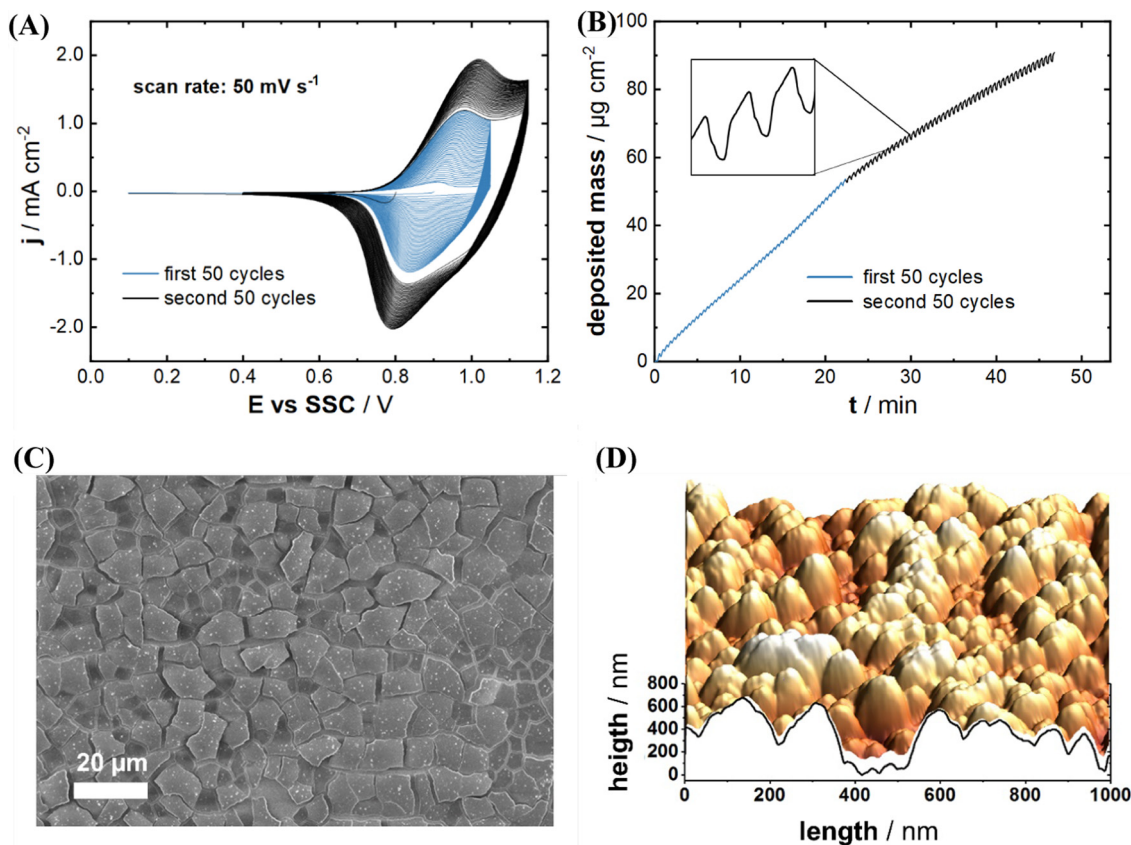 (A)
scan rate: 50 mV s⁻¹
2.0
1.0
0.0
-1.0
-2.0
j / mA cm⁻²
first 50 cycles
second 50 cycles
0.0 0.2 0.4 0.6 0.8 1.0 1.2
E vs SSC / V
(B)
100
80
60
40
20
0
deposited mass / µg cm⁻²
first 50 cycles
second 50 cycles
0 10 20 30 40 50
t / min
(C)
20 µm
(D)
800
600
400
200
0
heigth / nm
0 200 400 600 800 1000
length / nm